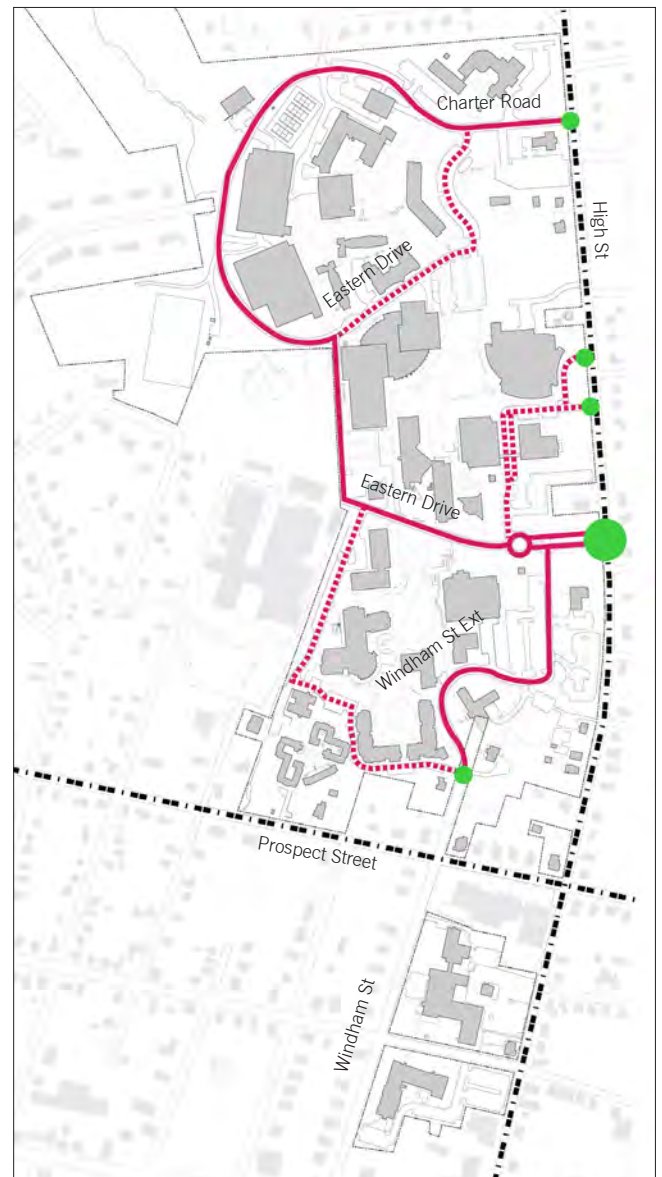 Charter Road
High St
Eastern Drive
Eastern Drive
Windham St Ext
Prospect Street
Windham St